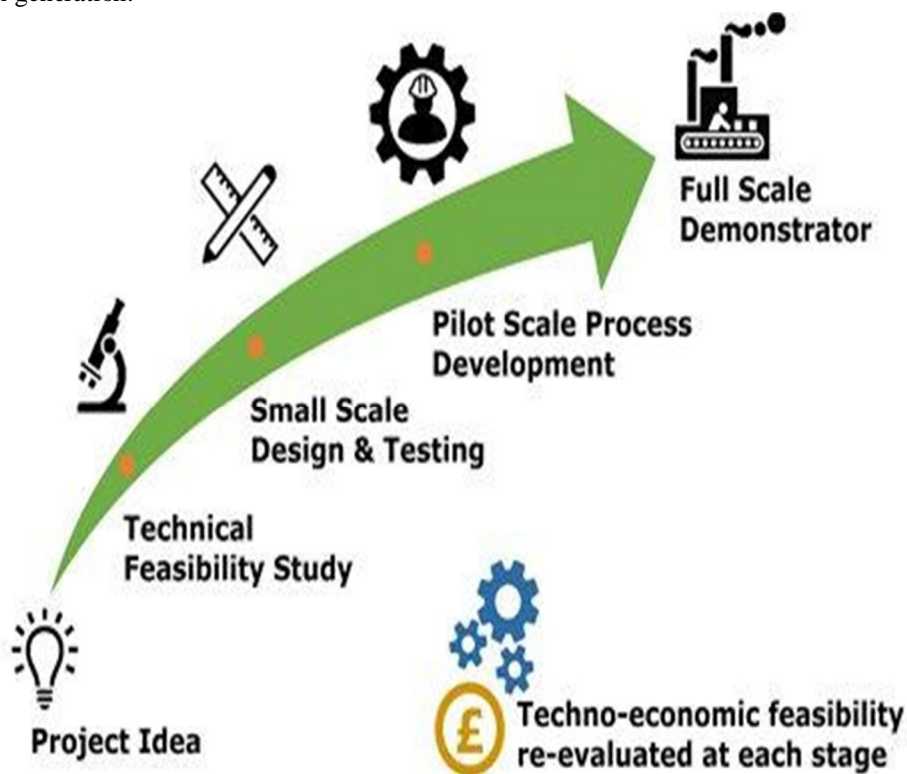 Full Scale
Demonstrator
Pilot Scale Process
Development
Small Scale
Design & Testing
Technical
Feasibility Study
Project Idea
£
Techno-economic feasibility
re-evaluated at each stage